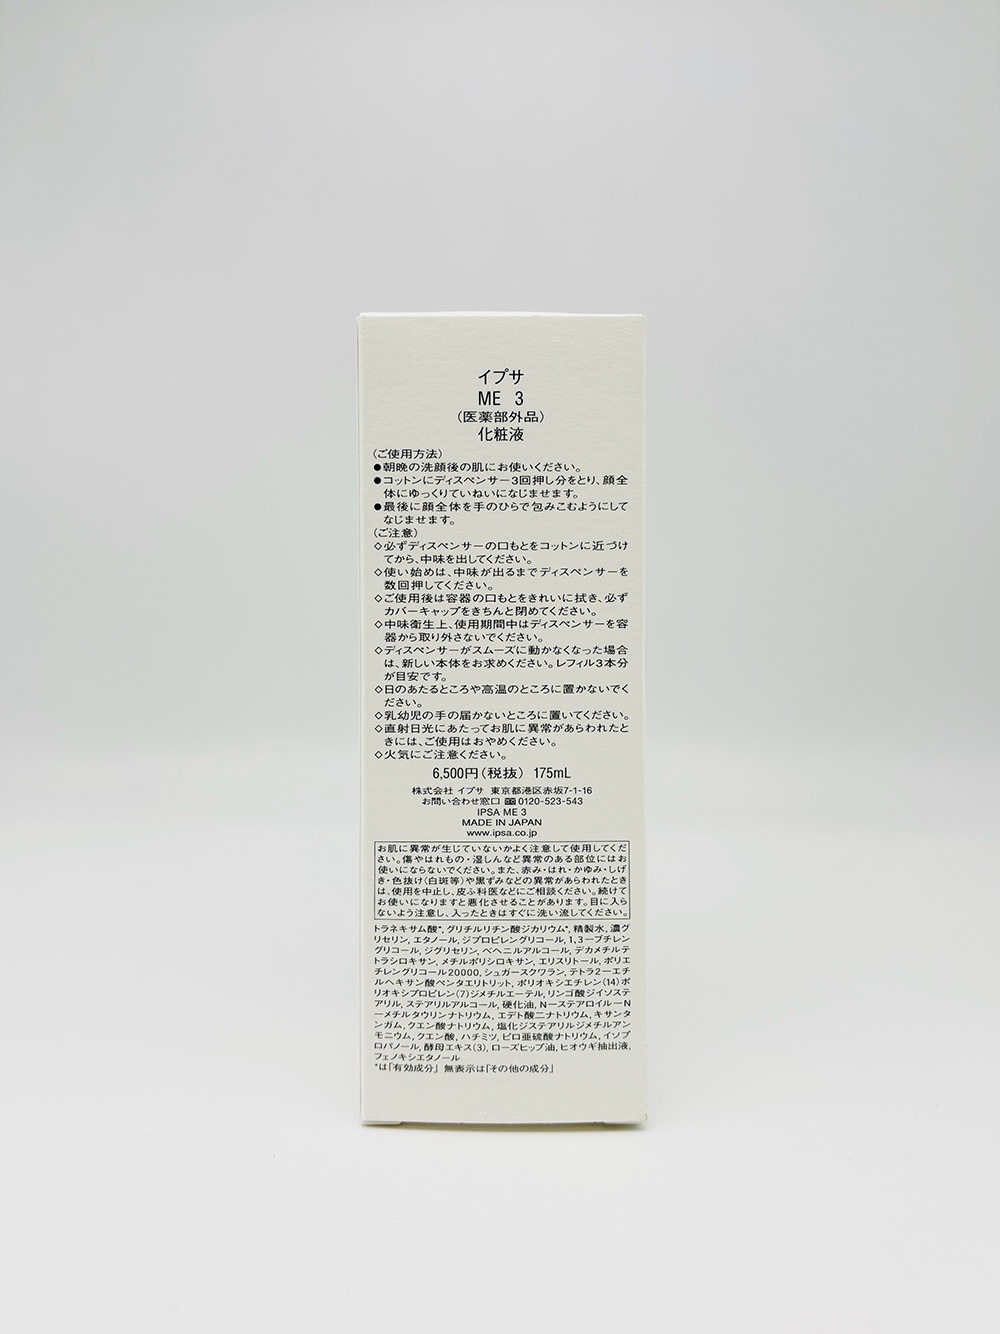 イプサ
ME 3
（医薬部外品）
化粧液
（ご使用方法）
●朝晩の洗顔後の肌にお使いください。
●コットンにディスペンサー3回押し分をとり、顔全
体にゆっくりていねいになじませます。
●最後に顔全体を手のひらで包みこむようにして
なじませます。
（ご注意）
◇必ずディスペンサーの口もとをコットンに近づけ
てから、中味を出してください。
◇使い始めは、中味が出るまでディスペンサーを
数回押してください。
◇ご使用後は容器の口もとをきれいに拭き、必ず
カバーキャップをきちんと閉めてください。
◇中味衛生上、使用期間中はディスペンサーを容
器から取り外さないでください。
◇ディスペンサーがスムーズに動かなくなった場合
は、新しい本体をお求めください。レフィル3本分
が目安です。
◇日のあたるところや高温のところに置かないでく
ださい。
◇乳幼児の手の届かないところに置いてください。
◇直射日光にあたってお肌に異常があらわれたと
きには、ご使用はおやめください。
◇火気にご注意ください。
6,500円（税抜） 175mL
株式会社 イプサ 東京都港区赤坂7-1-16
お問い合わせ窓口 0120-523-543
IPSA ME 3
MADE IN JAPAN
www.ipsa.co.jp
お肌に異常が生じていないかよく注意して使用してくだ
さい。傷やはれもの・湿しんなど異常のある部位にはお
使いにならないでください。また、赤み・はれ・かゆみ・しげ
き・色抜け（白斑等）や黒ずみなどの異常があらわれたとき
は、使用を中止し、皮ふ科医などにご相談ください。続けて
お使いになりますと悪化させることがあります。目に入ら
ないよう注意し、入ったときはすぐに洗い流してください。
トラネキサム酸*, グリチルリチン酸ジカリウム*, 精製水, 濃グ
リセリン, エタノール, ジプロピレングリコール, 1,3－ブチレン
グリコール, ジグリセリン, ベヘニルアルコール, デカメチルテ
トラシロキサン, メチルポリシロキサン, エリスリトール, ポリエ
チレングリコール20000, シュガースクワラン, テトラ2－エチ
ルヘキサン酸ペンタエリトリット, ポリオキシエチレン（14）ポ
リオキシプロピレン（7）ジメチルエーテル, リンゴ酸ジイソステ
アリル, ステアリルアルコール, 硬化油, N－ステアロイル－N
－メチルタウリンナトリウム, エデト酸二ナトリウム, キサンタ
ンガム, クエン酸ナトリウム, 塩化ジステアリルジメチルアン
モニウム, クエン酸, ハチミツ, ピロ亜硫酸ナトリウム, イソプ
ロパノール, 酵母エキス（3）, ローズヒップ油, ヒオウギ抽出液,
フェノキシエタノール
*は「有効成分」 無表示は「その他の成分」